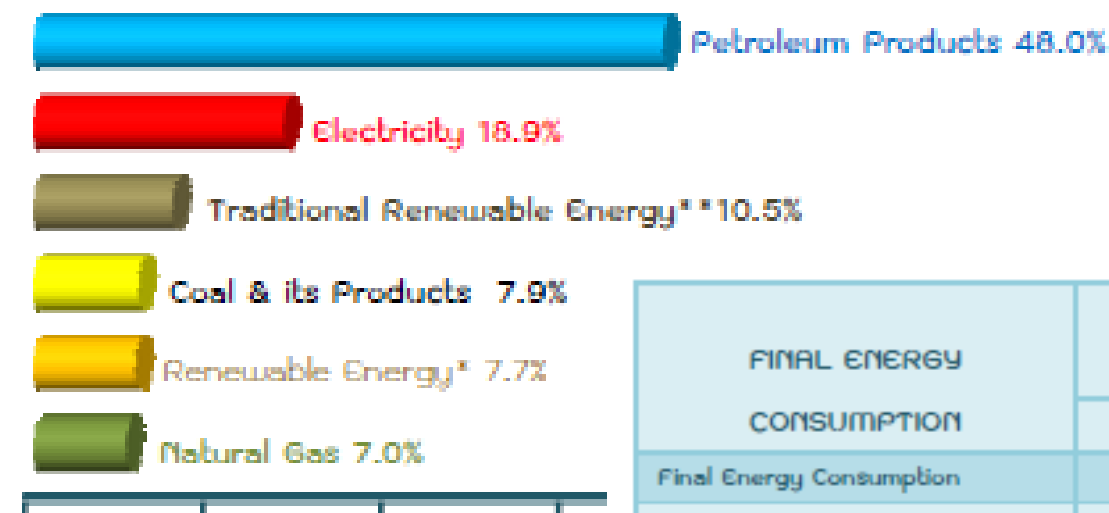 Petroleum Products 48.0%
Electricity 18.9%
Traditional Renewable Energy**10.5%
Coal & its Products 7.9%
Renewable Energy* 7.7%
Natural Gas 7.0%
FINAL ENERGY
CONSUMPTION
Final Energy Consumption